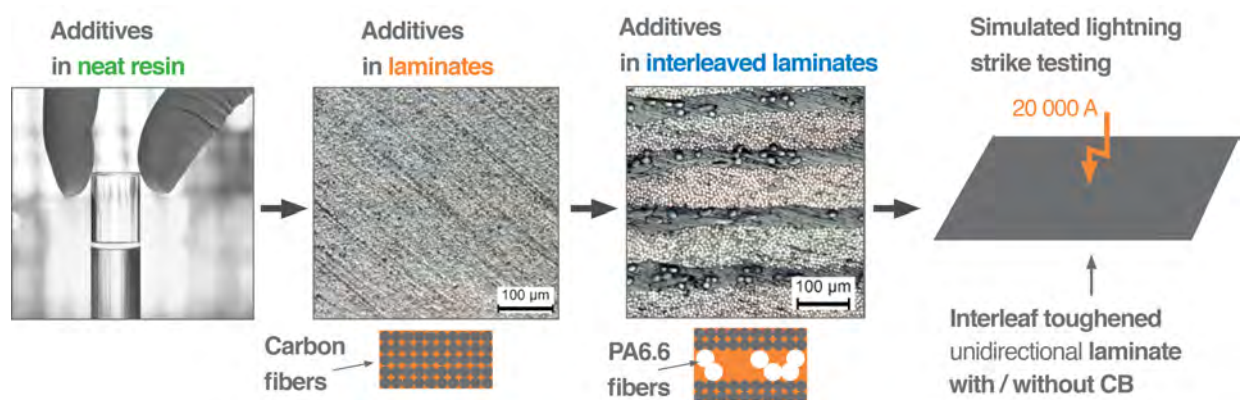 Additives
in neat resin
Additives
in laminates
Additives
in interleaved laminates
Simulated lightning
strike testing
20 000 A
100 µm
100 µm
Carbon
fibers
PA6.6
fibers
Interleaf toughened
unidirectional laminate
with / without CB